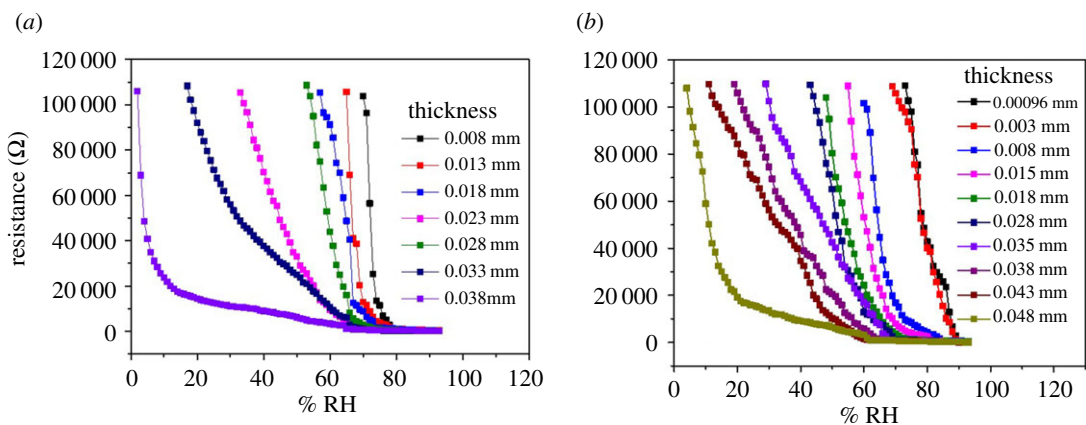 (a)
120 000
100 000
80 000
60 000
40 000
20 000
0
resistance (Ω)
0 20 40 60 80 100 120
% RH
thickness
0.008 mm
0.013 mm
0.018 mm
0.023 mm
0.028 mm
0.033 mm
0.038mm
(b)
120 000
100 000
80 000
60 000
40 000
20 000
0
0 20 40 60 80 100 120
% RH
thickness
0.00096 mm
0.003 mm
0.008 mm
0.015 mm
0.018 mm
0.028 mm
0.035 mm
0.038 mm
0.043 mm
0.048 mm